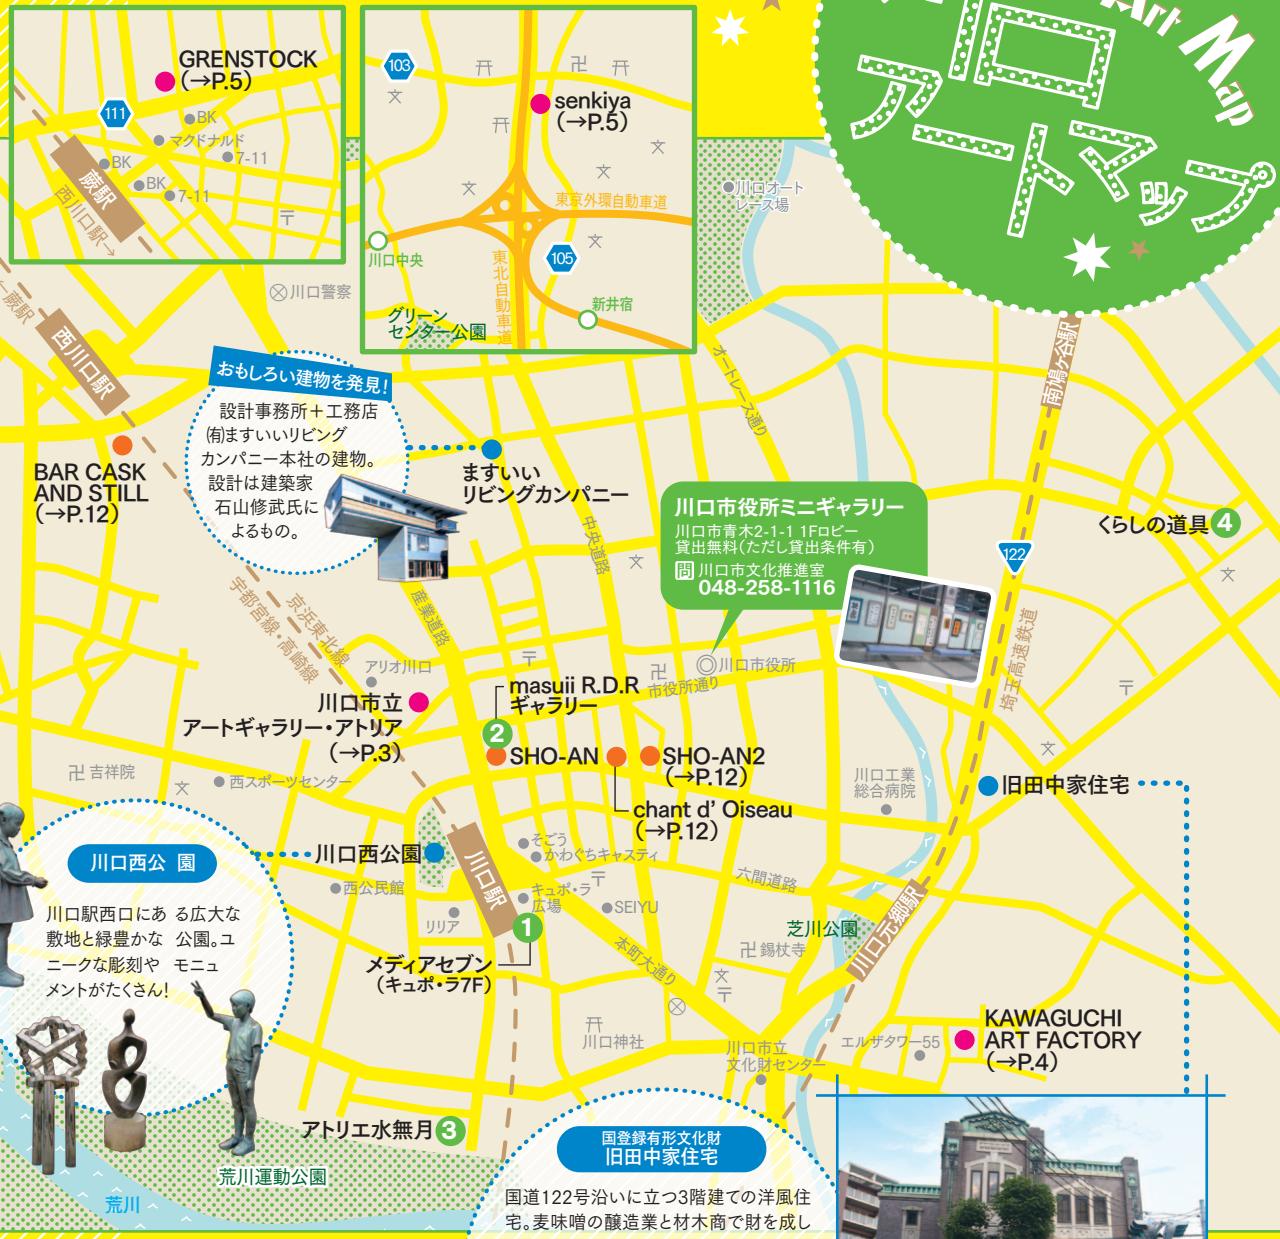 Art Map
アートマップ
GRENSTOCK
(→P.5)
111
BK
マクドナルド
7-11
BK
BK
7-11
蕨駅
西川口駅→
〒
103
senkiya
(→P.5)
東京外環自動車道
105
川口中央
東北自動車道
新井宿
グリーン
センター公園
川口オート
レース場
←蕨駅
川口警察
西川口駅
おもしろい建物を発見!
設計事務所+工務店
㈲ますいいリビング
カンパニー本社の建物。
設計は建築家
石山修武氏に
よるもの。
ますいい
リビングカンパニー
BAR CASK
AND STILL
(→P.12)
オートレース通り
南鳩ヶ谷駅
川口市役所ミニギャラリー
川口市青木2-1-1 1Fロビー
貸出無料(ただし貸出条件有)
問 川口市文化推進室
048-258-1116
くらしの道具 4
122
中央道路
産業道路
京浜東北線
宇都宮線・高崎線
埼玉高速鉄道
アリオ川口
川口市役所
市役所通り
川口市立
アートギャラリー・アトリア
(→P.3)
masuii R.D.R
ギャラリー
2
SHO-AN
SHO-AN2
(→P.12)
chant d' Oiseau
(→P.12)
吉祥院
西スポーツセンター
川口工業
総合病院
旧田中家住宅
川口西公園
川口駅
そごう
かわぐちキャスティ
西公民館
リリア
キュポ・ラ
広場
SEIYU
六間道路
芝川公園
川口元郷駅
錫杖寺
1
メディアセブン
(キュポ・ラ7F)
本町大通り
川口西公 園
川口駅西口にあ る広大な
敷地と緑豊かな 公園。ユ
ニークな彫刻や モニュ
メントがたくさん!
川口神社
川口市立
文化財センター
エルザタワー55
KAWAGUCHI
ART FACTORY
(→P.4)
アトリエ水無月 3
荒川運動公園
荒川
国登録有形文化財
旧田中家住宅
国道122号沿いに立つ3階建ての洋風住
宅。麦味噌の醸造業と材木商で財を成し